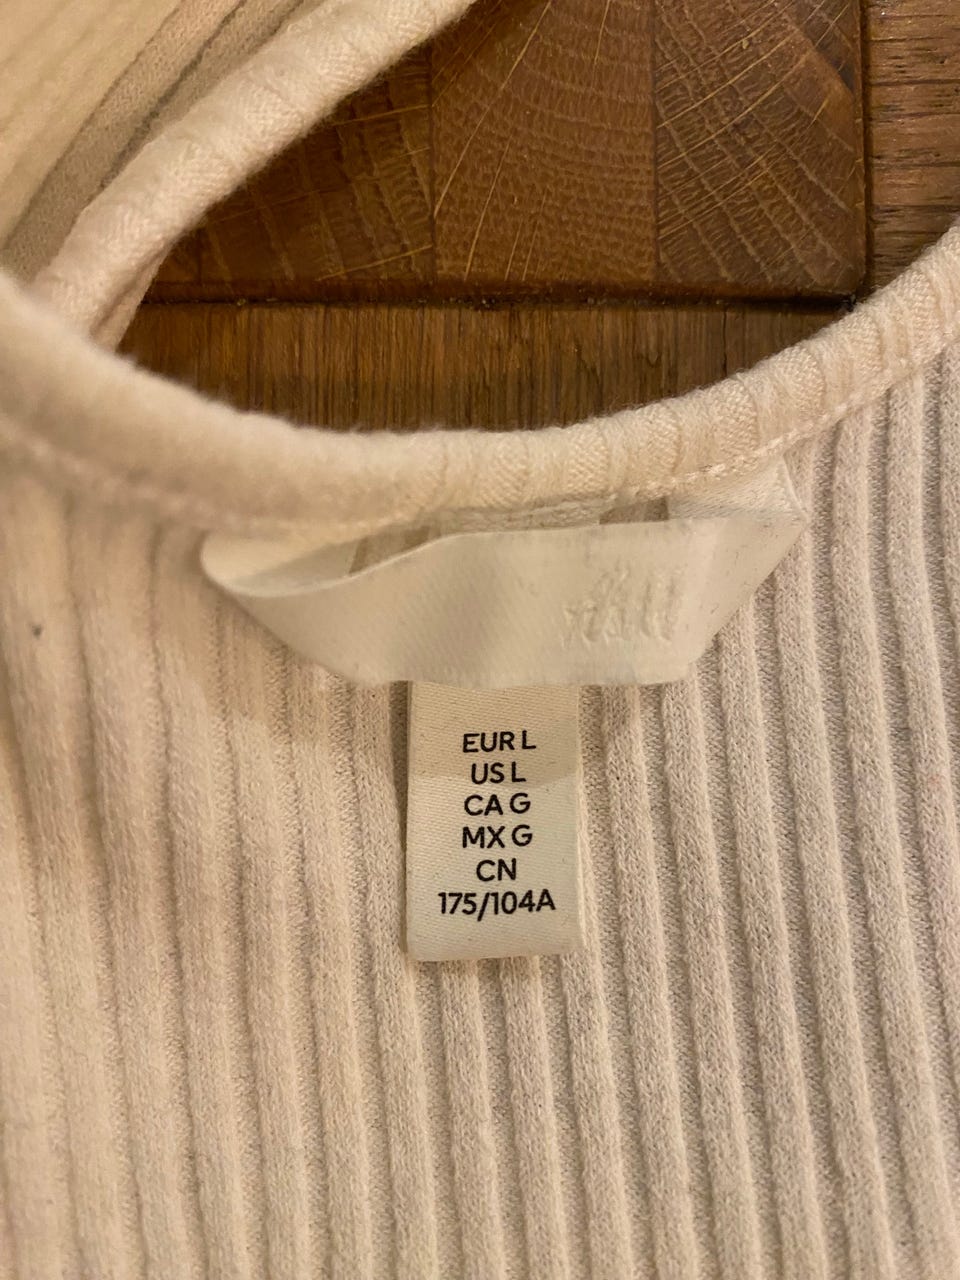 EUR L
US L
CA G
MX G
CN
175/104A